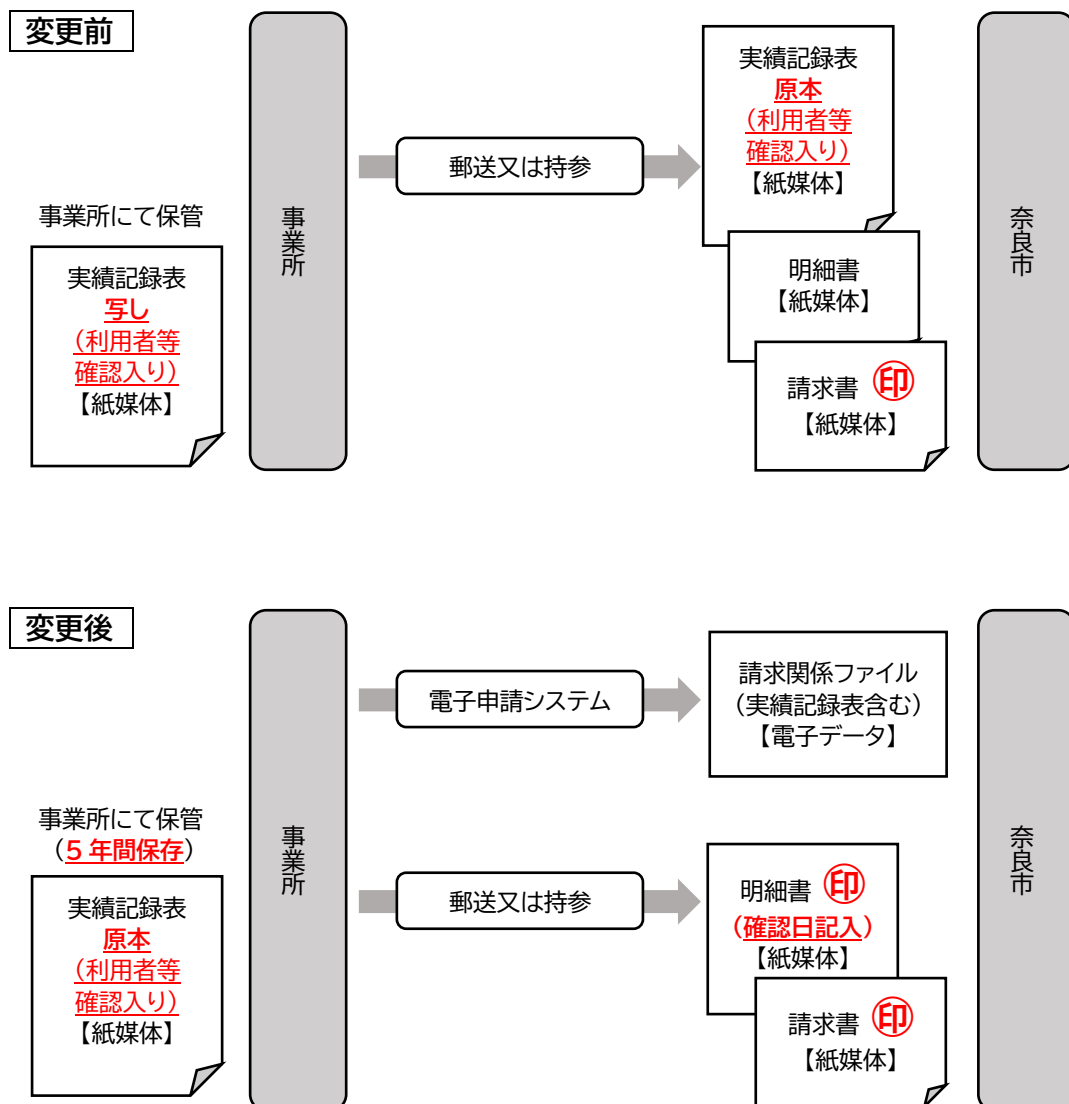 変更前
事業所にて保管
実績記録表
写し
（利用者等
確認入り）
【紙媒体】
事業所
郵送又は持参
実績記録表
原本
（利用者等
確認入り）
【紙媒体】
明細書
【紙媒体】
請求書 ㊞
【紙媒体】
奈良市
変更後
事業所にて保管
（5 年間保存）
実績記録表
原本
（利用者等
確認入り）
【紙媒体】
事業所
電子申請システム
請求関係ファイル
（実績記録表含む）
【電子データ】
郵送又は持参
明細書 ㊞
（確認日記入）
【紙媒体】
請求書 ㊞
【紙媒体】
奈良市